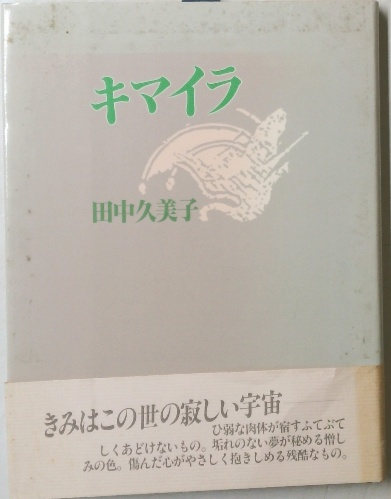 キマイラ
田中久美子
きみはこの世の寂しい宇宙
ひ弱な肉体が宿すふてぶて
しくあどけないもの。垢れのない夢が秘める憎し
みの色。傷んだ心がやさしく抱きしめる残酷なもの。